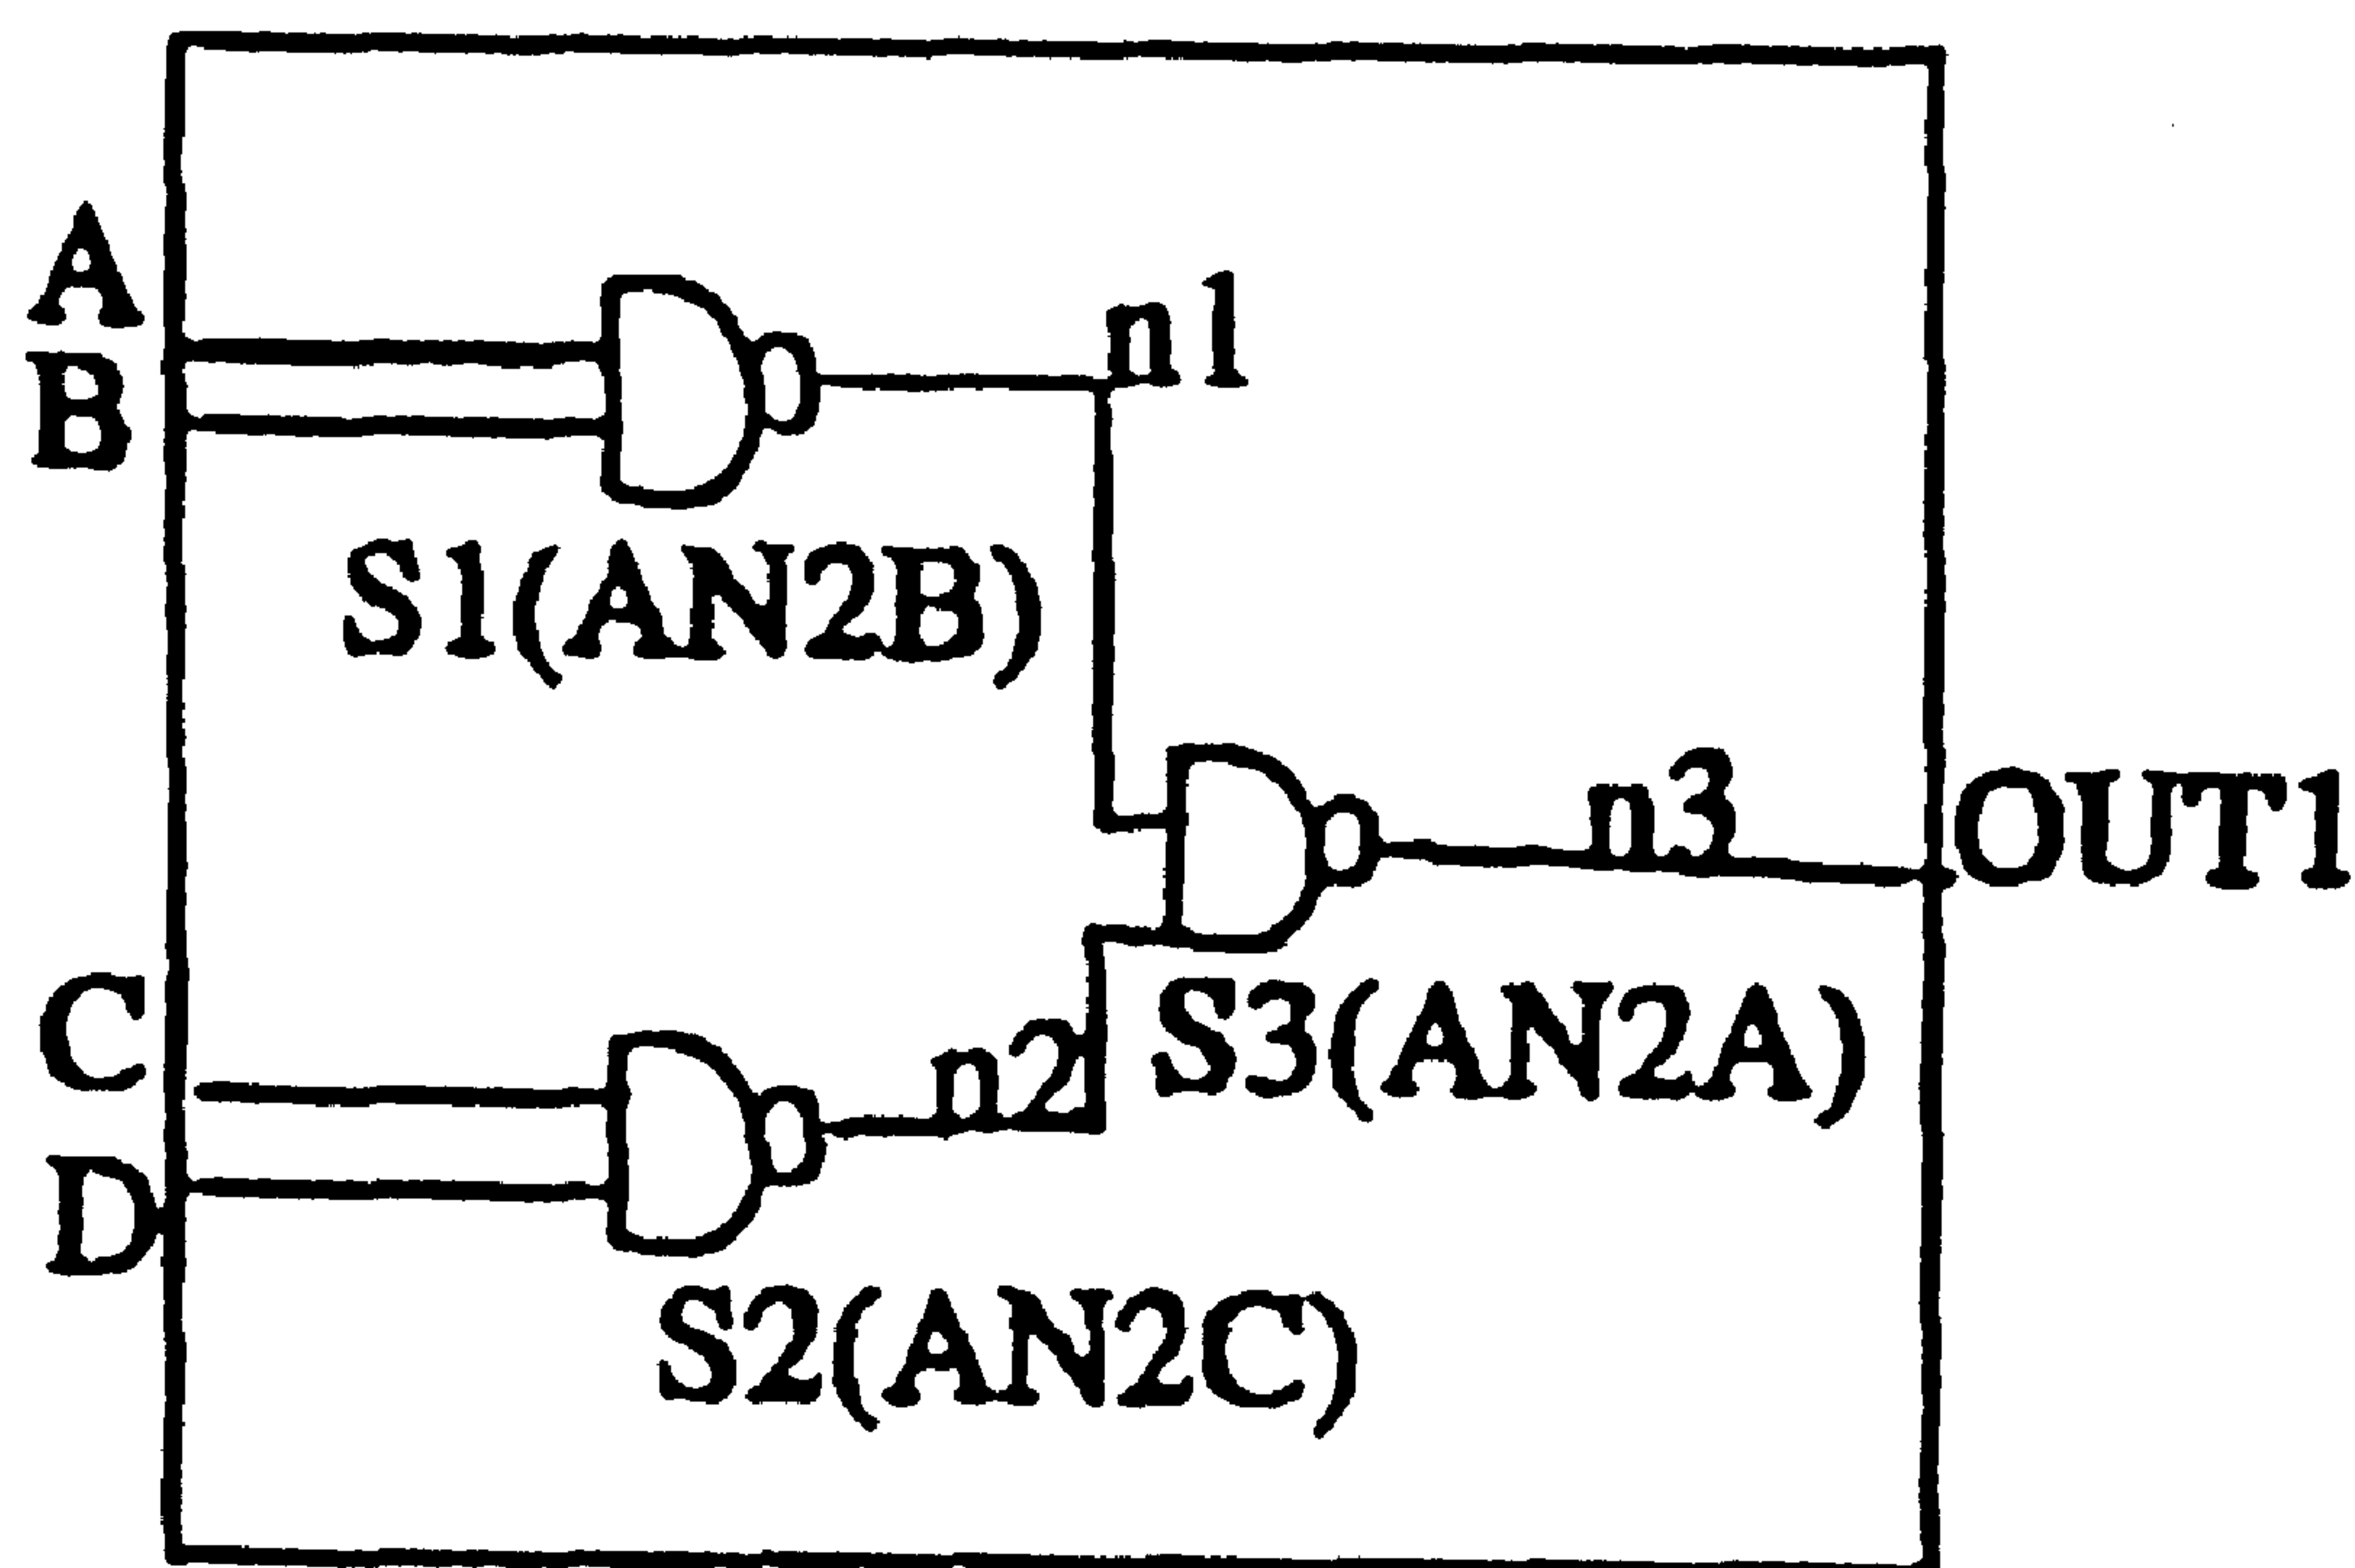 A
B
n1
S1(AN2B)
n3
OUT1
C
n2
S3(AN2A)
D
S2(AN2C)